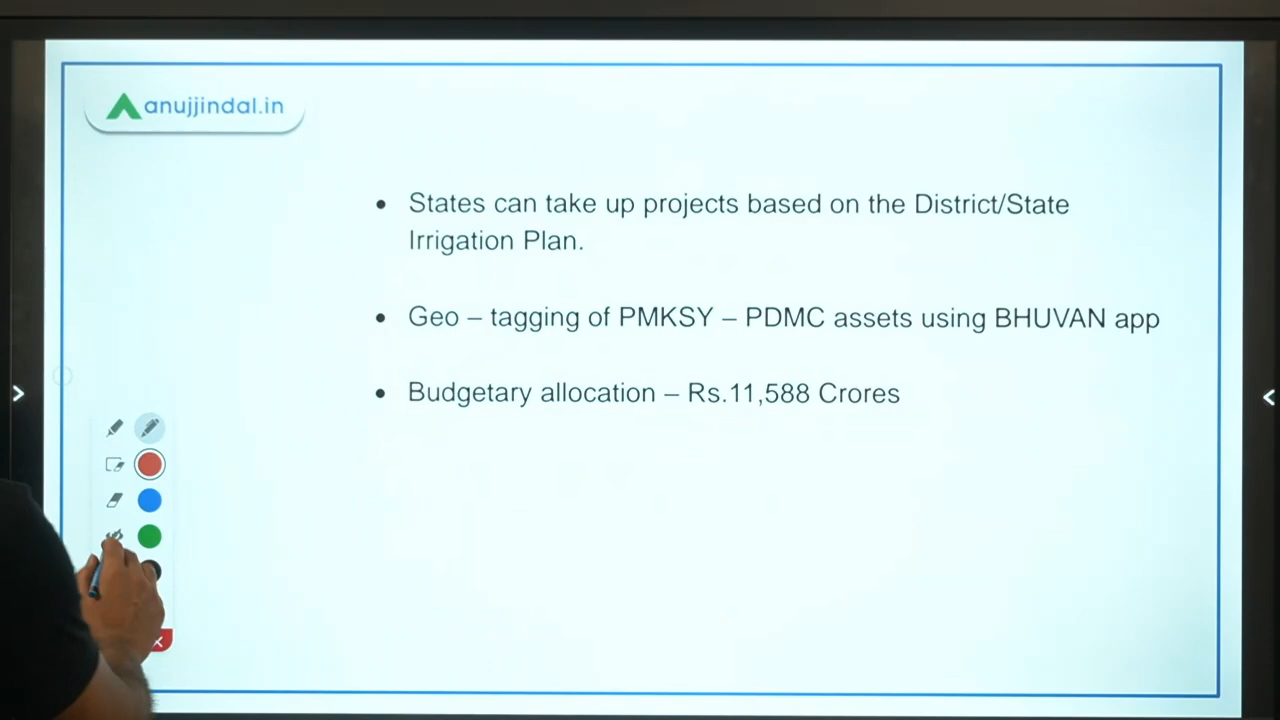 anujjindal.in
• States can take up projects based on the District/State
Irrigation Plan.
• Geo – tagging of PMKSY – PDMC assets using BHUVAN app
• Budgetary allocation – Rs.11,588 Crores